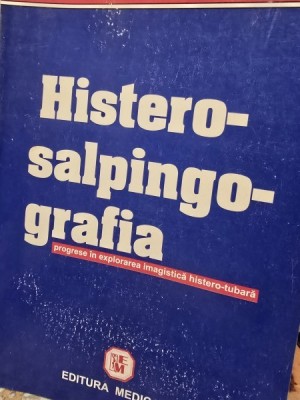 Histero-
salpingo-
grafia
progrese în explorarea imagistică histero-tubară
EDITURA MEDIC